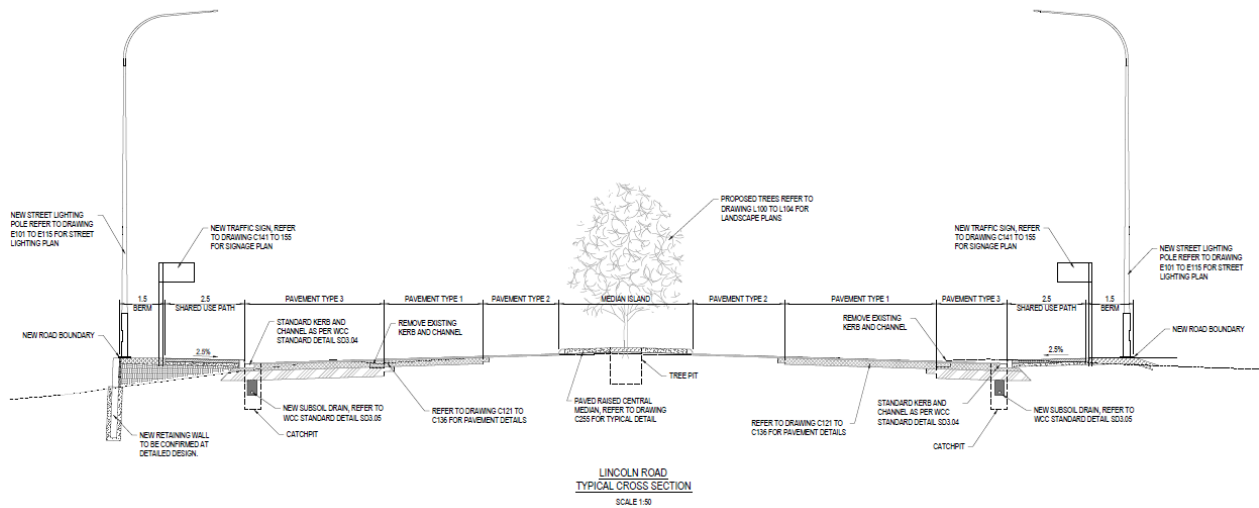 PROPOSED TREES REFER TO
DRAWING L100 TO L104 FOR
LANDSCAPE PLANS
NEW STREET LIGHTING
POLE REFER TO DRAWING
E101 TO E115 FOR STREET
LIGHTING PLAN
NEW TRAFFIC SIGN, REFER
TO DRAWING C141 TO 155
FOR SIGNAGE PLAN
NEW TRAFFIC SIGN, REFER
TO DRAWING C141 TO 155
FOR SIGNAGE PLAN
NEW STREET LIGHTING
POLE REFER TO DRAWING
E101 TO E115 FOR STREET
LIGHTING PLAN
1.5
BERM
2.5
SHARED USE PATH
PAVEMENT TYPE 3
PAVEMENT TYPE 1
PAVEMENT TYPE 2
MEDIAN ISLAND
PAVEMENT TYPE 2
PAVEMENT TYPE 1
PAVEMENT TYPE 3
2.5
SHARED USE PATH
1.5
BERM
NEW ROAD BOUNDARY
2.5%
STANDARD KERB AND
CHANNEL AS PER WCC
STANDARD DETAIL SD3.04
REMOVE EXISTING
KERB AND CHANNEL
REMOVE EXISTING
KERB AND CHANNEL
2.5%
NEW ROAD BOUNDARY
TREE PIT
NEW SUBSOIL DRAIN, REFER TO
WCC STANDARD DETAIL SD3.05
CATCHPIT
REFER TO DRAWING C121 TO
C136 FOR PAVEMENT DETAILS
PAVED RAISED CENTRAL
MEDIAN, REFER TO DRAWING
C255 FOR TYPICAL DETAIL
REFER TO DRAWING C121 TO
C136 FOR PAVEMENT DETAILS
STANDARD KERB AND
CHANNEL AS PER WCC
STANDARD DETAIL SD3.04
NEW SUBSOIL DRAIN, REFER TO
WCC STANDARD DETAIL SD3.05
CATCHPIT
NEW RETAINING WALL
TO BE CONFIRMED AT
DETAILED DESIGN.
LINCOLN ROAD
TYPICAL CROSS SECTION
SCALE 1:50